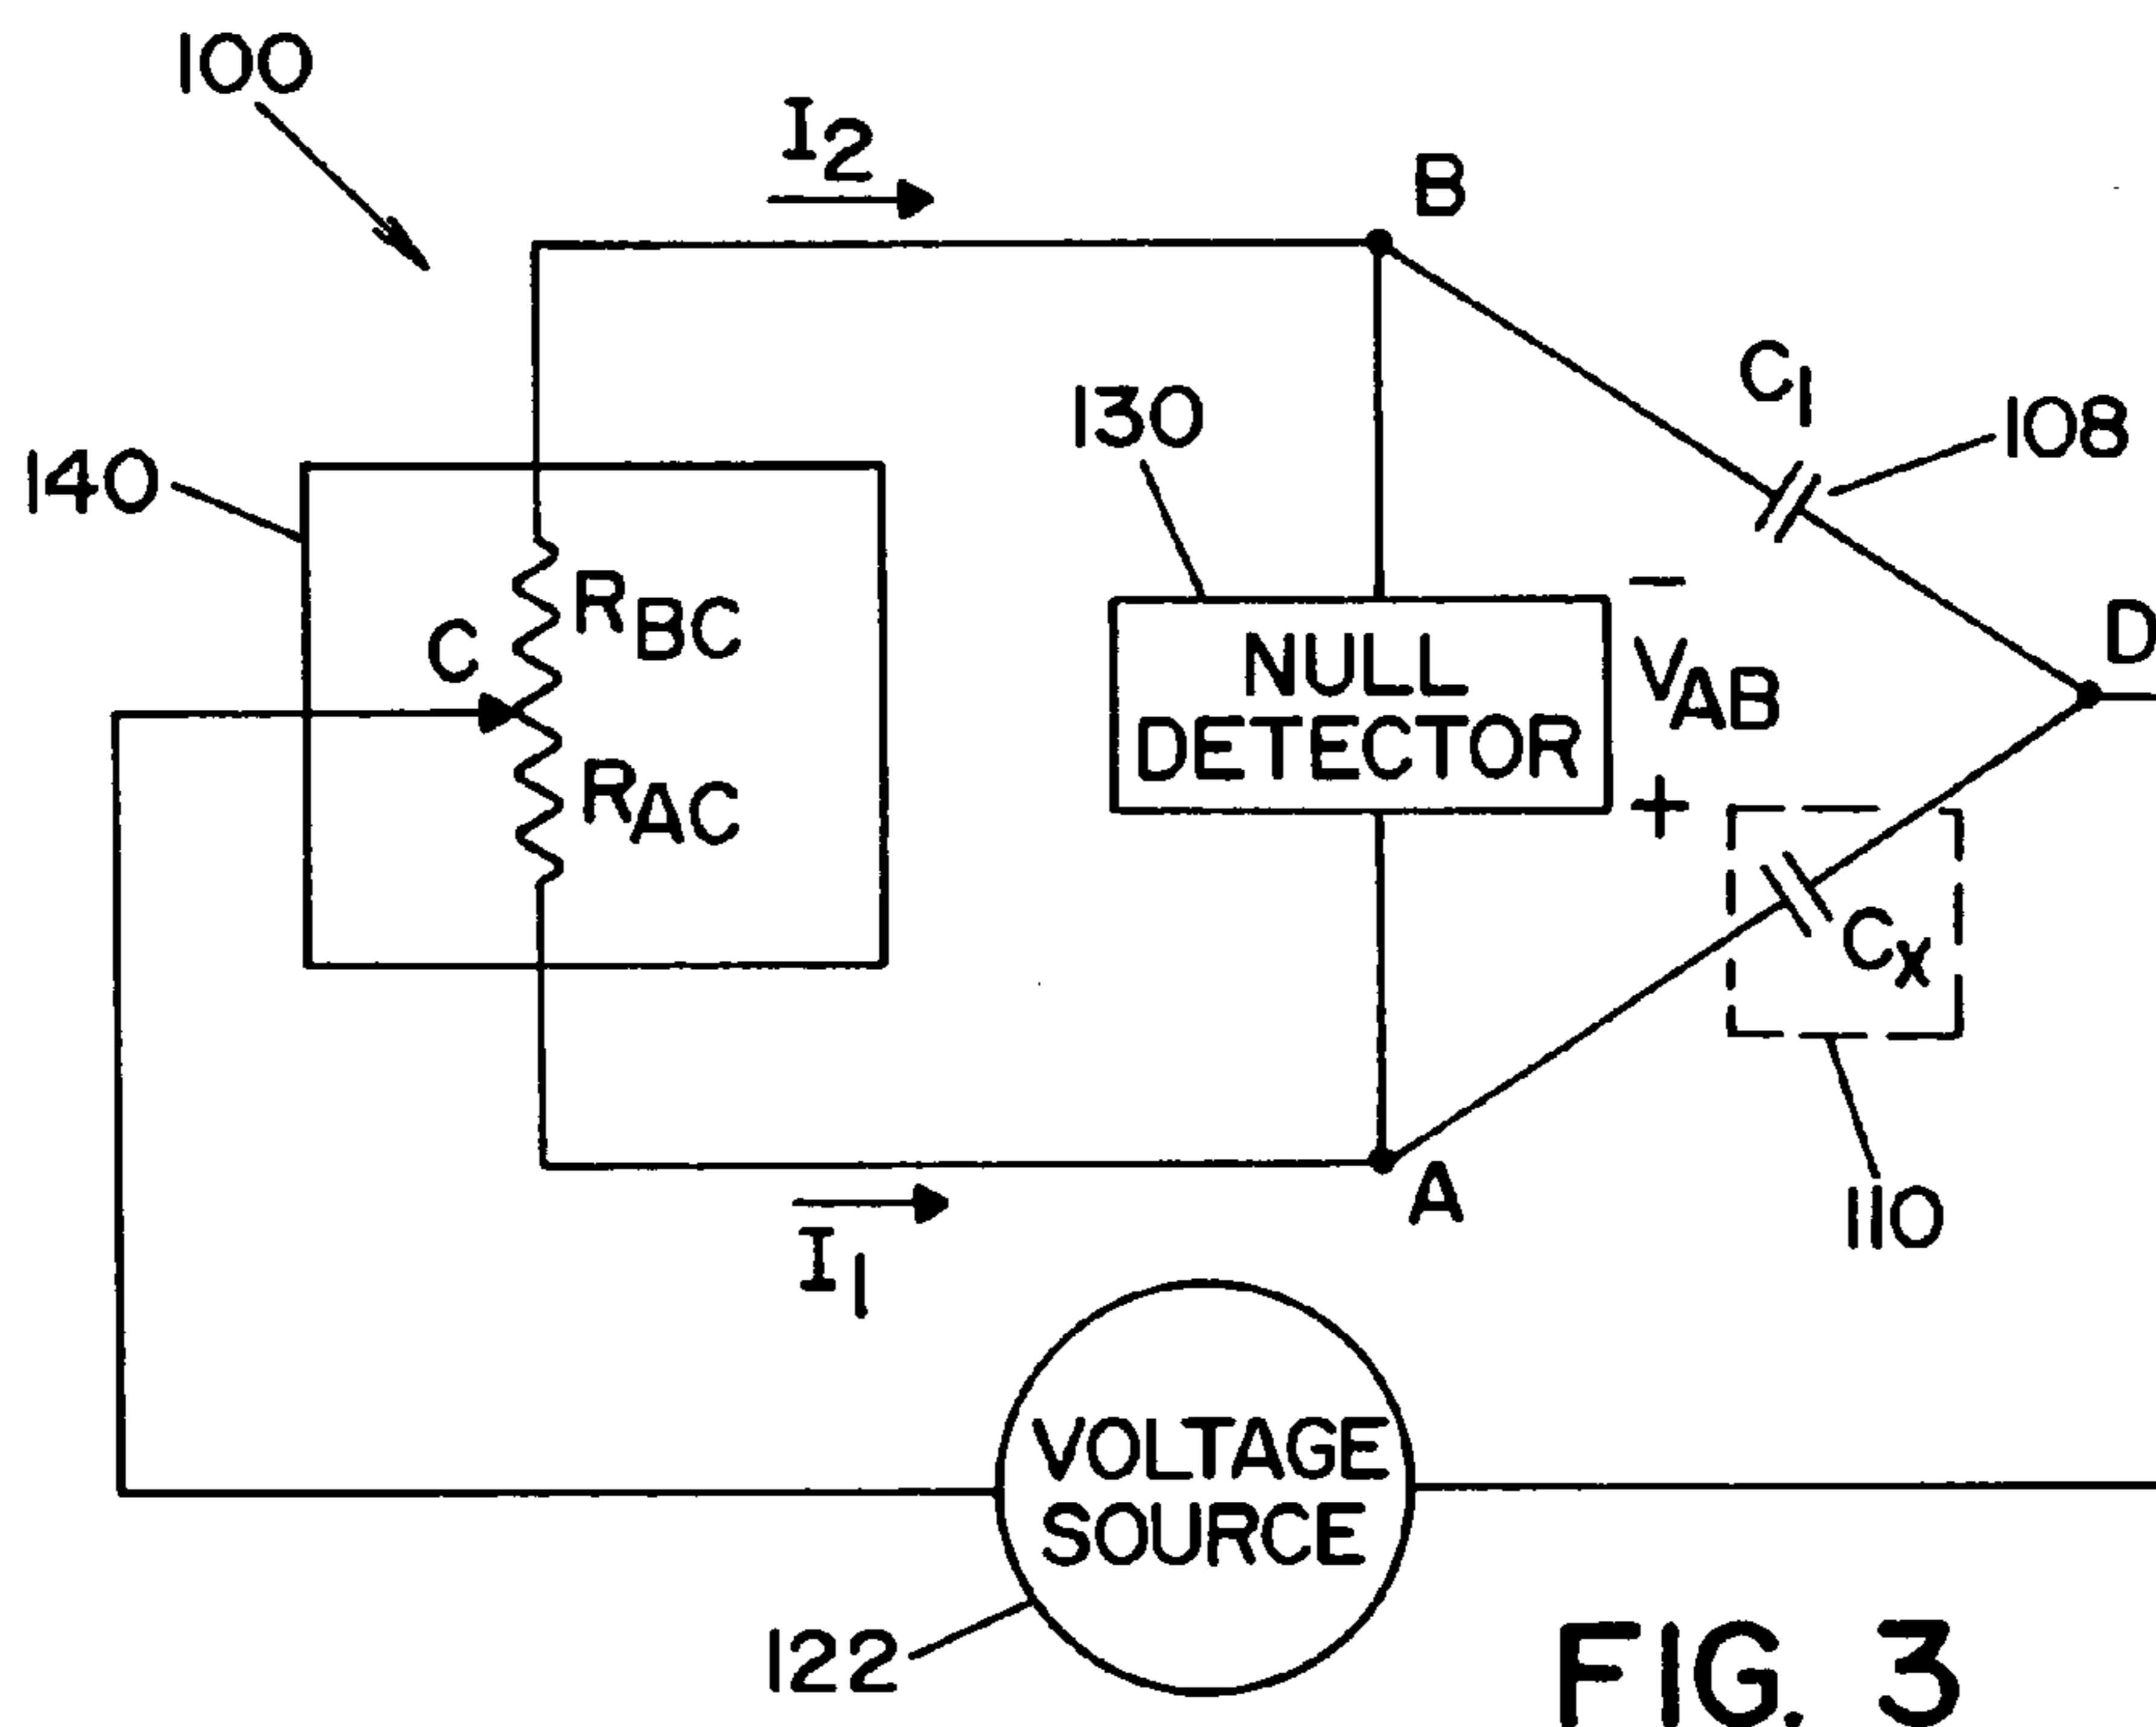 100
I2
B
C1
108
130
140
RBC
C
RAC
NULL
DETECTOR
−
VAB
+
D
CX
110
A
I1
VOLTAGE
SOURCE
122
FIG. 3